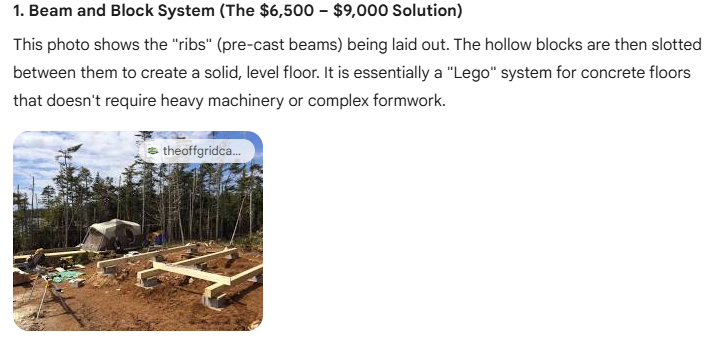 1. Beam and Block System (The $6,500 – $9,000 Solution)
This photo shows the "ribs" (pre-cast beams) being laid out. The hollow blocks are then slotted
between them to create a solid, level floor. It is essentially a "Lego" system for concrete floors
that doesn't require heavy machinery or complex formwork.
theoffgridca...